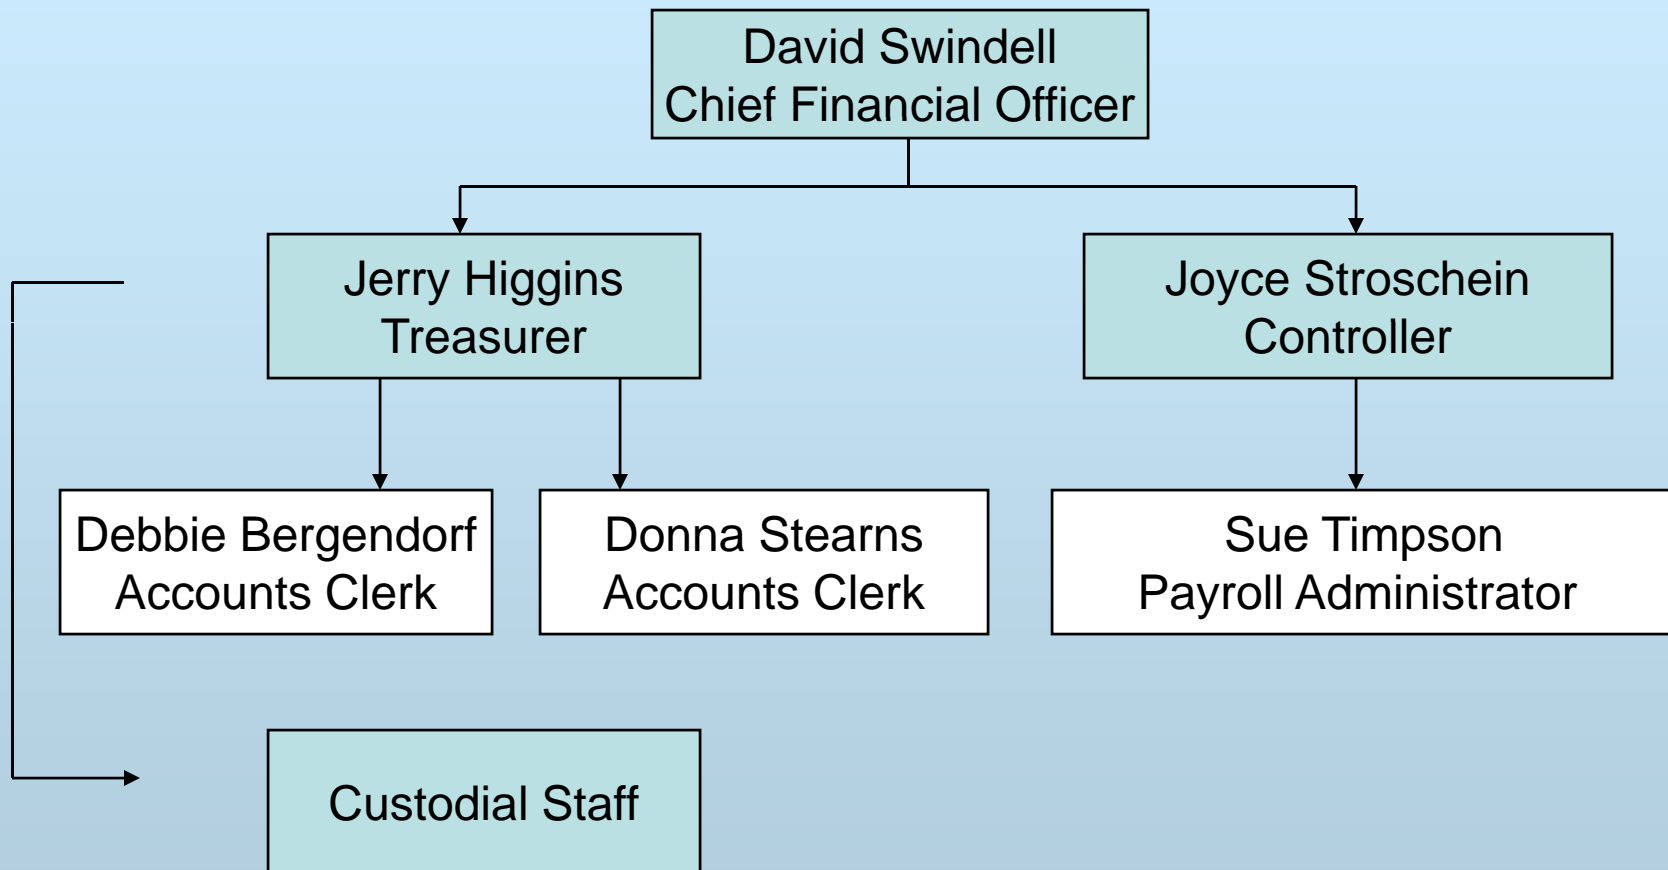 David Swindell
Chief Financial Officer
Jerry Higgins
Treasurer
Joyce Stroschein
Controller
Debbie Bergendorf
Accounts Clerk
Donna Stearns
Accounts Clerk
Sue Timpson
Payroll Administrator
Custodial Staff